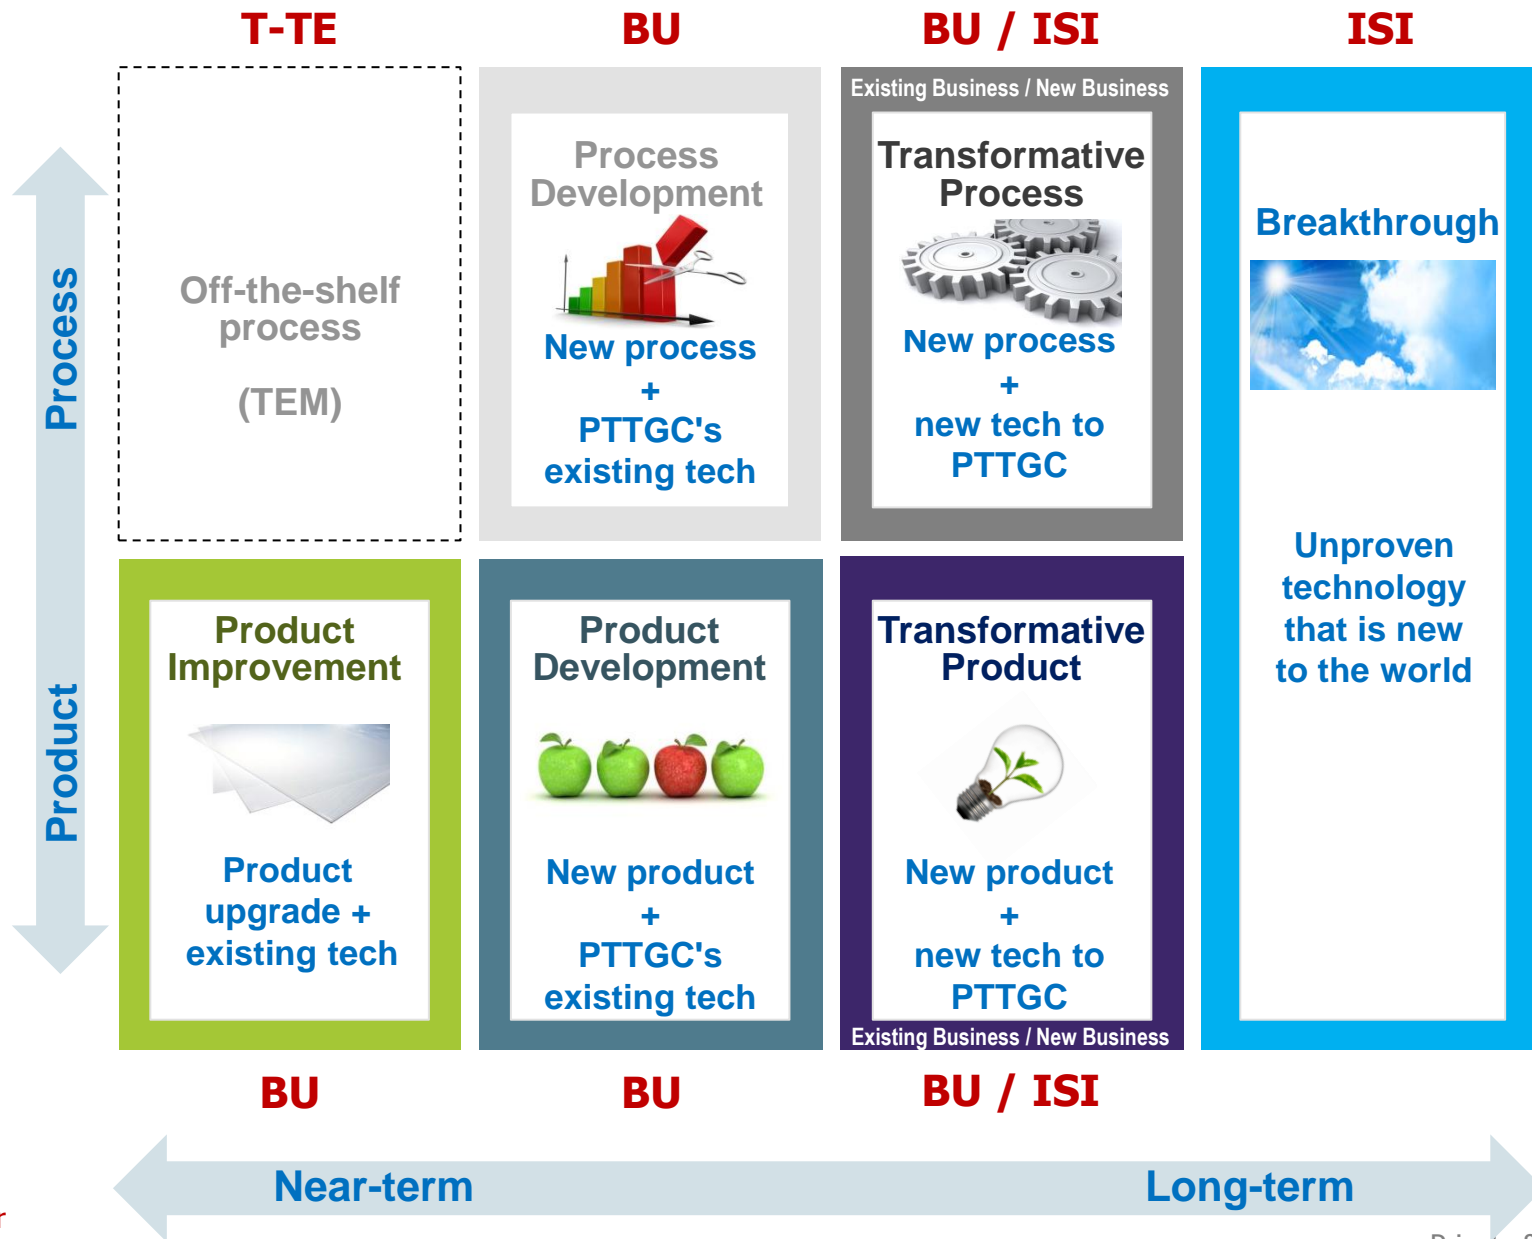 T-TE
BU
BU / ISI
ISI
Process
Product
Off-the-shelf
process
(TEM)
Process
Development
New process
+
PTTGC's
existing tech
Existing Business / New Business
Transformative
Process
New process
+
new tech to
PTTGC
Breakthrough
Unproven
technology
that is new
to the world
Product
Improvement
Product
upgrade +
existing tech
Product
Development
New product
+
PTTGC's
existing tech
Transformative
Product
New product
+
new tech to
PTTGC
Existing Business / New Business
BU
BU
BU / ISI
Near-term
Long-term